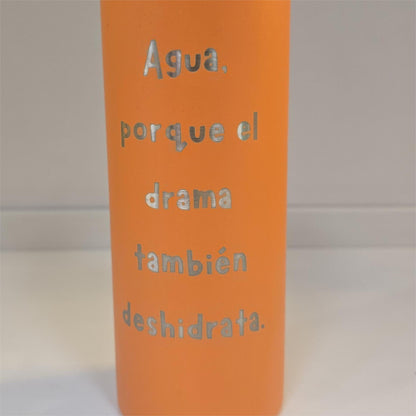 Agua,
porque el
drama
también
deshidrata.